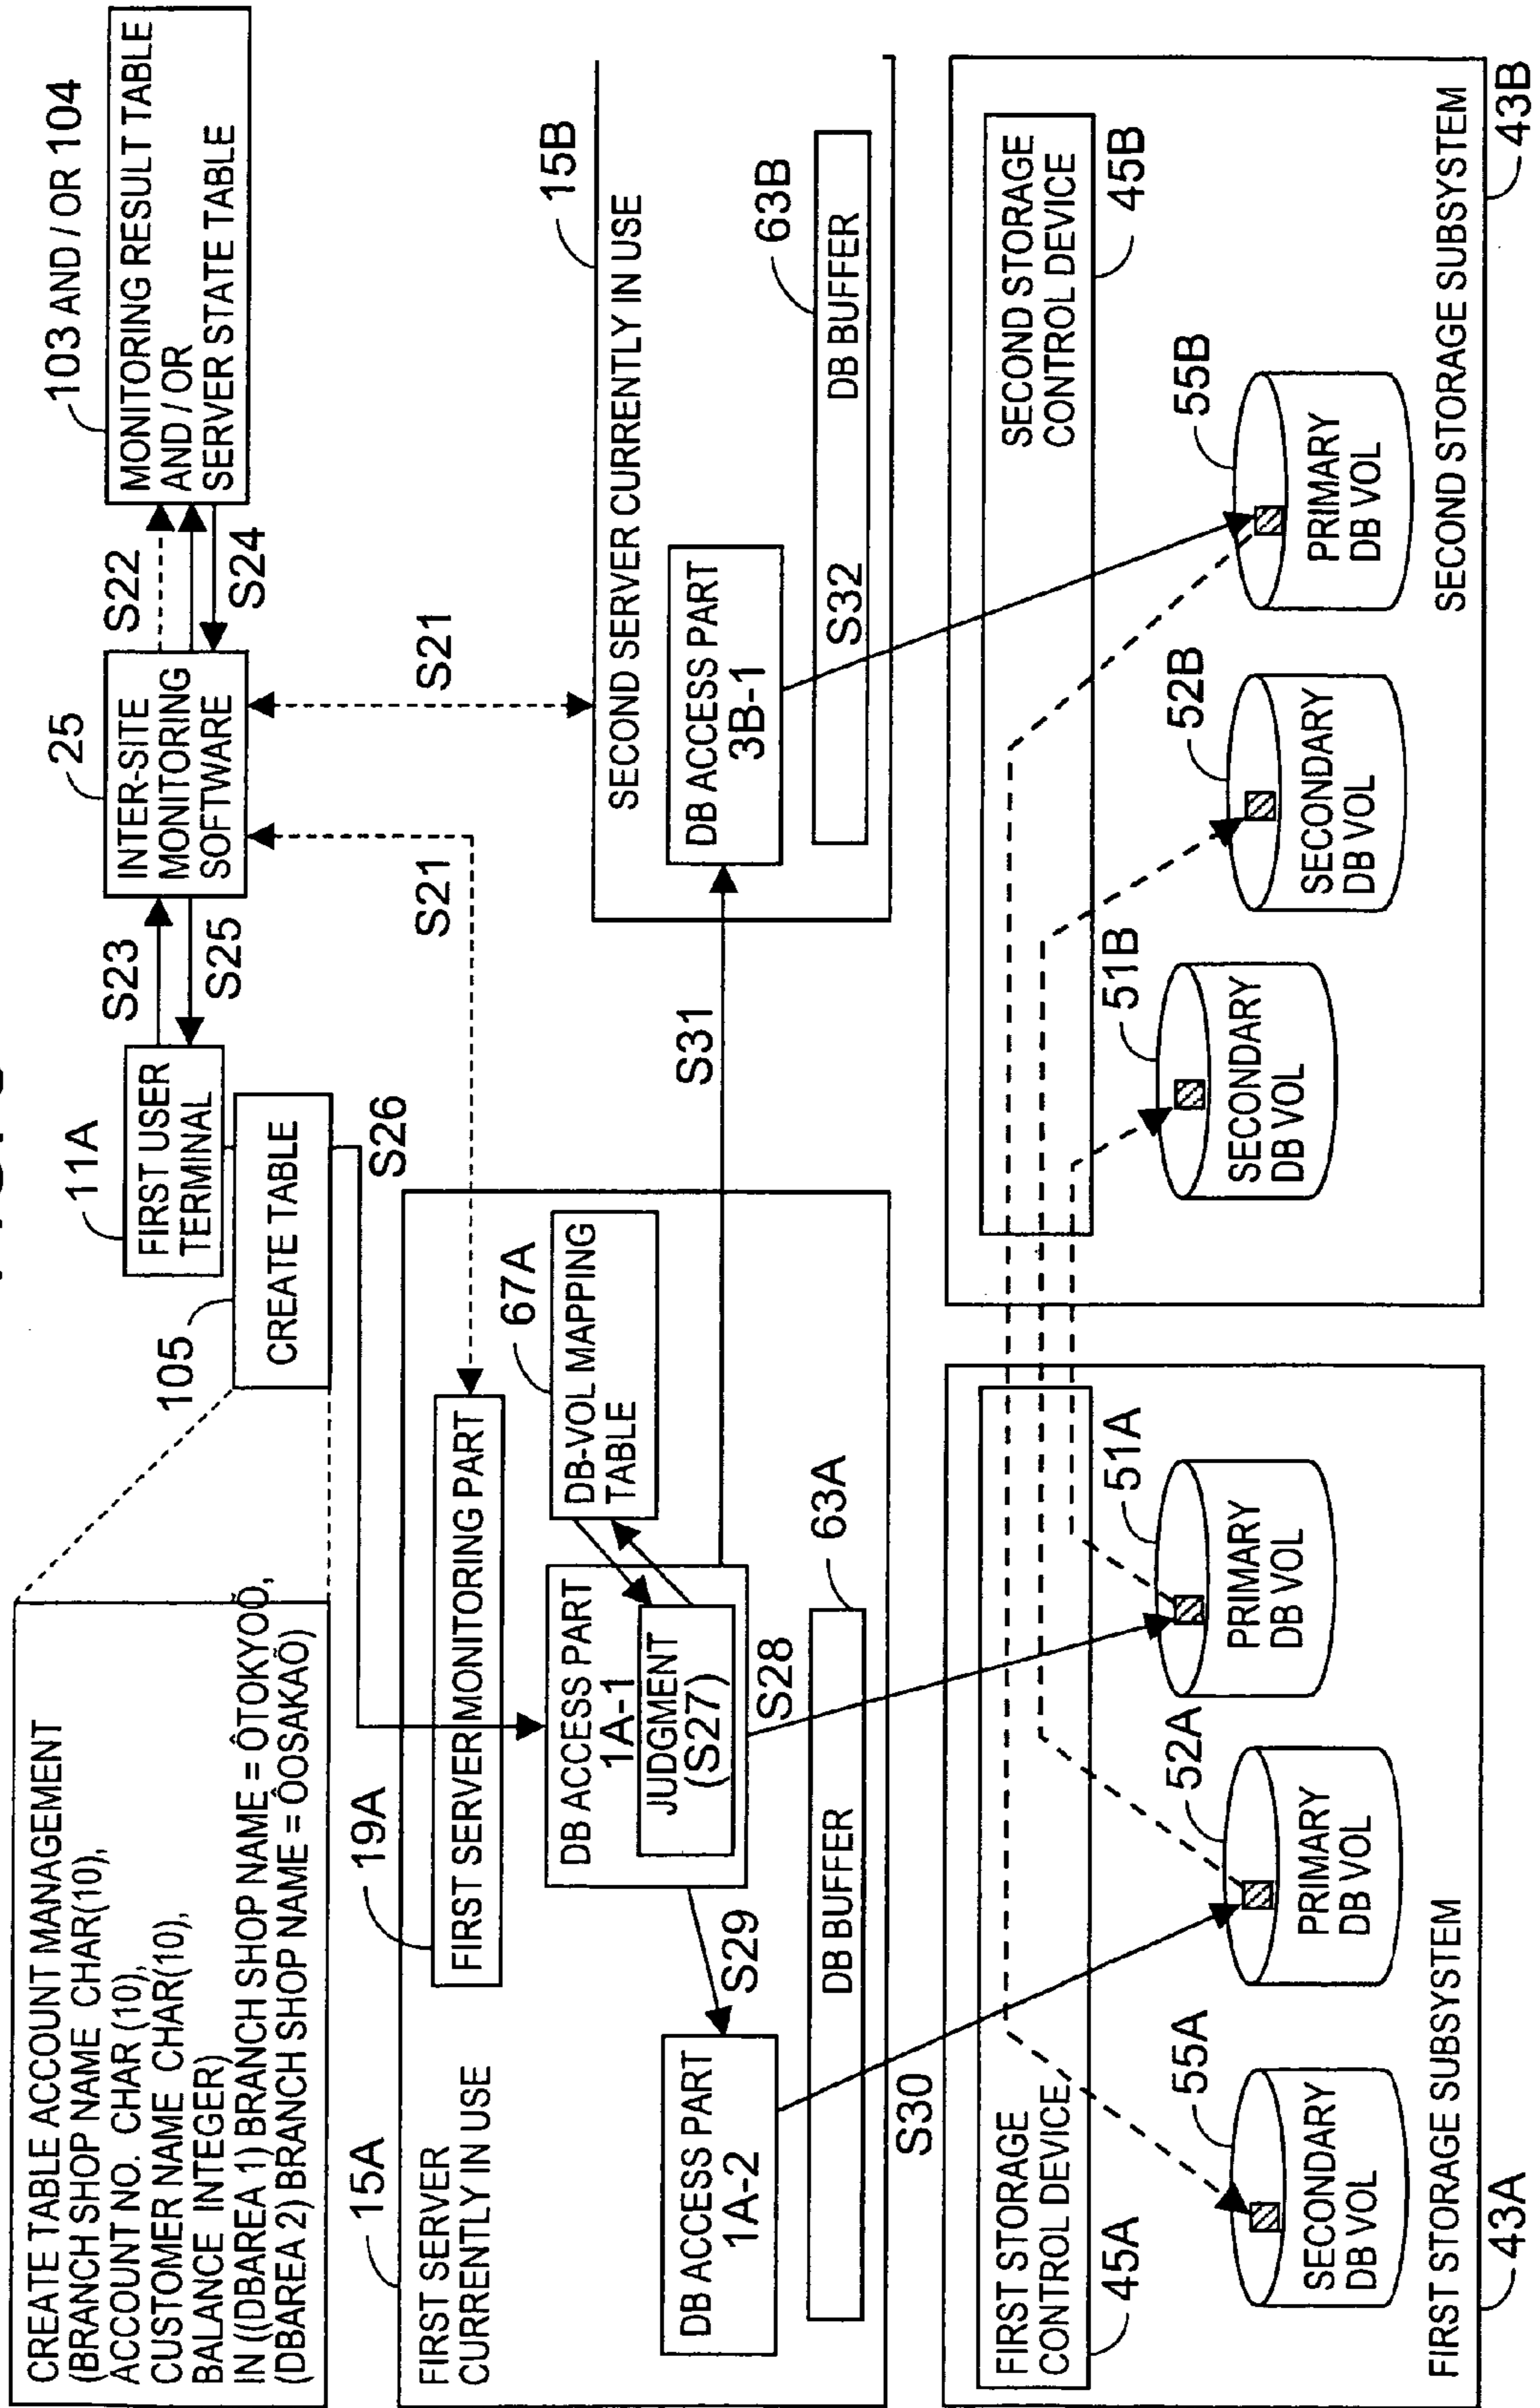 CREATE TABLE ACCOUNT MANAGEMENT
(BRANCH SHOP NAME CHAR(10),
ACCOUNT NO. CHAR (10),
CUSTOMER NAME CHAR(10),
BALANCE INTEGER)
IN ((DBAREA 1) BRANCH SHOP NAME = ÔTOKYOÕ,
(DBAREA 2) BRANCH SHOP NAME = ÔOSAKAÕ)
105
CREATE TABLE
11A
FIRST USER
TERMINAL
S23
S25
25
INTER-SITE
MONITORING
SOFTWARE
S22
S24
103 AND / OR 104
MONITORING RESULT TABLE
AND / OR
SERVER STATE TABLE
S26
S21
S21
15A
FIRST SERVER
CURRENTLY IN USE
19A
FIRST SERVER MONITORING PART
67A
DB-VOL MAPPING
TABLE
DB ACCESS PART
1A-1
JUDGMENT
(S27)
S28
S29
DB ACCESS PART
1A-2
63A
DB BUFFER
S30
S31
15B
SECOND SERVER CURRENTLY IN USE
DB ACCESS PART
3B-1
63B
DB BUFFER
S32
FIRST STORAGE
CONTROL DEVICE
45A
55A
SECONDARY
DB VOL
52A
PRIMARY
DB VOL
51A
PRIMARY
DB VOL
FIRST STORAGE SUBSYSTEM
43A
SECOND STORAGE
CONTROL DEVICE
45B
51B
SECONDARY
DB VOL
52B
SECONDARY
DB VOL
55B
PRIMARY
DB VOL
SECOND STORAGE SUBSYSTEM
43B